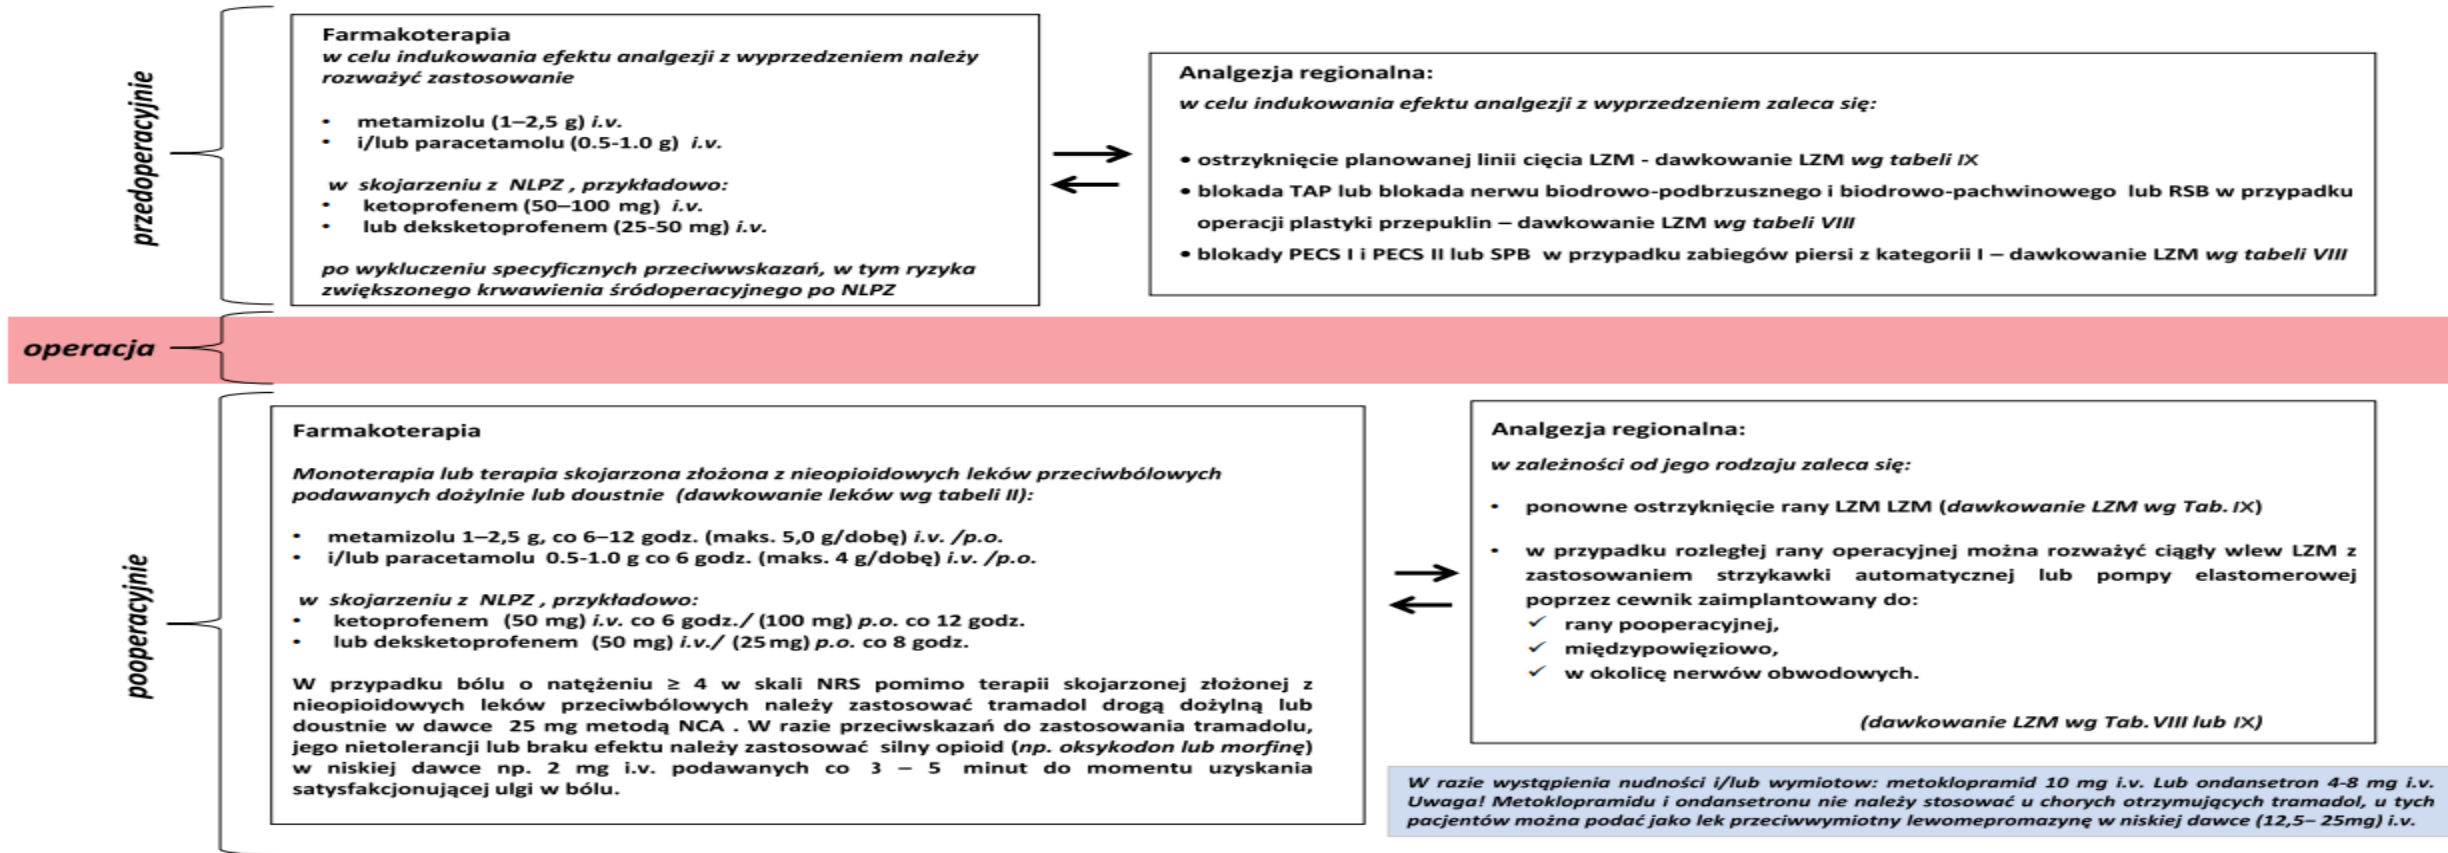 przedoperacyjnie
Farmakoterapia
w celu indukowania efektu analgezji z wyprzedzeniem należy
rozważyć zastosowanie
• metamizolu (1–2,5 g) i.v.
• i/lub paracetamolu (0.5-1.0 g) i.v.
w skojarzeniu z NLPZ , przykładowo:
• ketoprofenem (50–100 mg) i.v.
• lub deksketoprofenem (25-50 mg) i.v.
po wykluczeniu specyficznych przeciwwskazań, w tym ryzyka
zwiększonego krwawienia śródoperacyjnego po NLPZ
Analgezja regionalna:
w celu indukowania efektu analgezji z wyprzedzeniem zaleca się:
• ostrzyknięcie planowanej linii cięcia LZM - dawkowanie LZM wg tabeli IX
• blokada TAP lub blokada nerwu biodrowo-podbrzusznego i biodrowo-pachwinowego lub RSB w przypadku
operacji plastyki przepuklin – dawkowanie LZM wg tabeli VIII
• blokady PECS I i PECS II lub SPB w przypadku zabiegów piersi z kategorii I – dawkowanie LZM wg tabeli VIII
operacja
pooperacyjnie
Farmakoterapia
Monoterapia lub terapia skojarzona złożona z nieopioidowych leków przeciwbólowych
podawanych dożylnie lub doustnie (dawkowanie leków wg tabeli II):
• metamizolu 1–2,5 g, co 6–12 godz. (maks. 5,0 g/dobę) i.v. /p.o.
• i/lub paracetamolu 0.5-1.0 g co 6 godz. (maks. 4 g/dobę) i.v. /p.o.
w skojarzeniu z NLPZ , przykładowo:
• ketoprofenem (50 mg) i.v. co 6 godz./ (100 mg) p.o. co 12 godz.
• lub deksketoprofenem (50 mg) i.v./ (25mg) p.o. co 8 godz.
W przypadku bólu o natężeniu ≥ 4 w skali NRS pomimo terapii skojarzonej złożonej z
nieopioidowych leków przeciwbólowych należy zastosować tramadol drogą dożylną lub
doustnie w dawce 25 mg metodą NCA . W razie przeciwskazań do zastosowania tramadolu,
jego nietolerancji lub braku efektu należy zastosować silny opioid (np. oksykodon lub morfinę)
w niskiej dawce np. 2 mg i.v. podawanych co 3 – 5 minut do momentu uzyskania
satysfakcjonującej ulgi w bólu.
Analgezja regionalna:
w zależności od jego rodzaju zaleca się:
• ponowne ostrzyknięcie rany LZM LZM (dawkowanie LZM wg Tab. IX)
• w przypadku rozległej rany operacyjnej można rozważyć ciągły wlew LZM z
zastosowaniem strzykawki automatycznej lub pompy elastomerowej
poprzez cewnik zaimplantowany do:
✓ rany pooperacyjnej,
✓ międzypowięziowo,
✓ w okolicę nerwów obwodowych.
(dawkowanie LZM wg Tab. VIII lub IX)
W razie wystąpienia nudności i/lub wymiotow: metoklopramid 10 mg i.v. Lub ondansetron 4-8 mg i.v.
Uwaga! Metoklopramidu i ondansetronu nie należy stosować u chorych otrzymujących tramadol, u tych
pacjentów można podać jako lek przeciwwymiotny lewomepromazynę w niskiej dawce (12,5– 25mg) i.v.